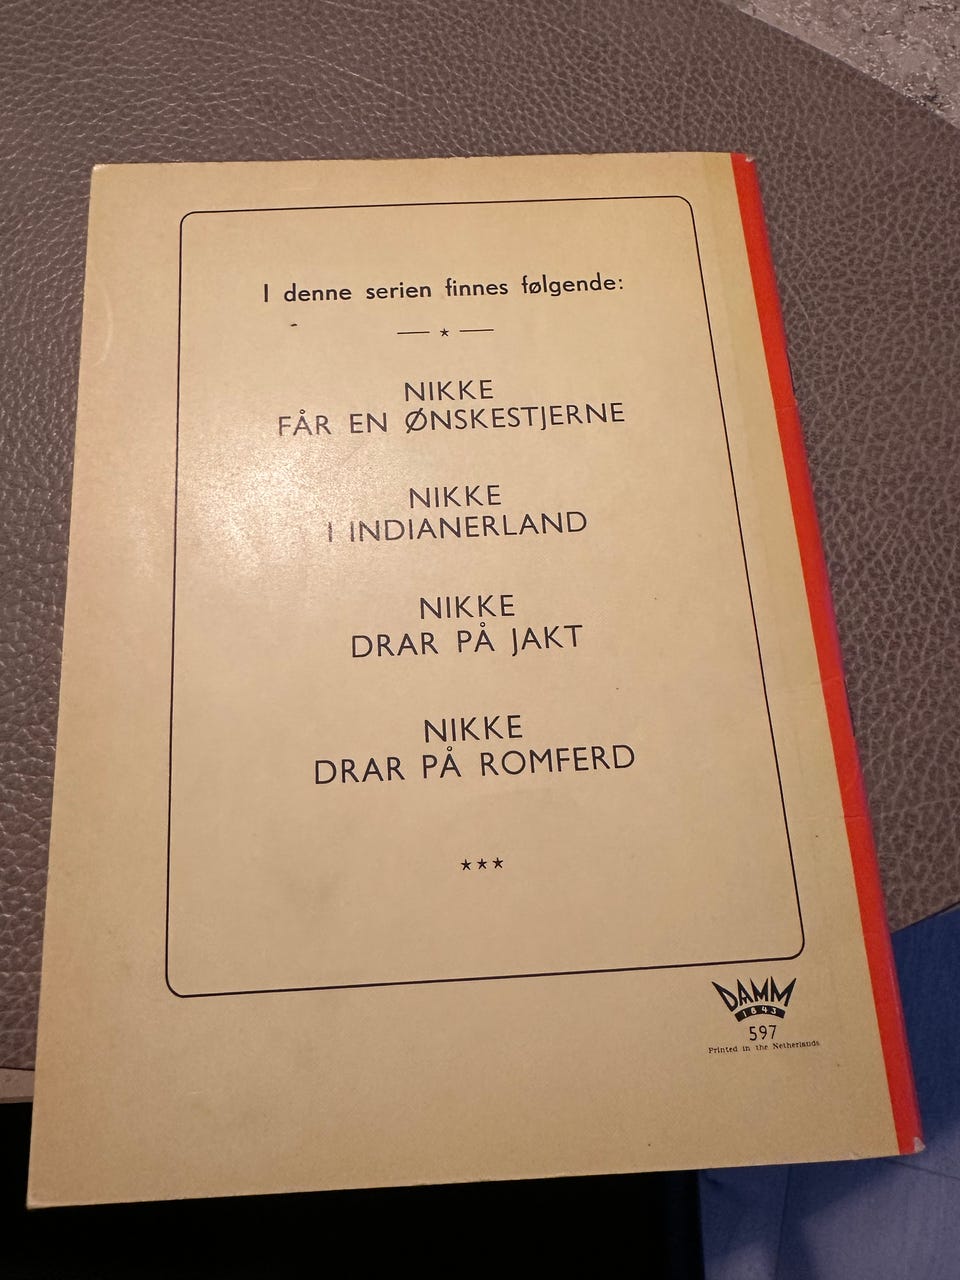 I denne serien finnes følgende:
NIKKE
FÅR EN ØNSKESTJERNE
NIKKE
I INDIANERLAND
NIKKE
DRAR PÅ JAKT
NIKKE
DRAR PÅ ROMFERD
DAMM
1843
597
Printed in the Netherlands